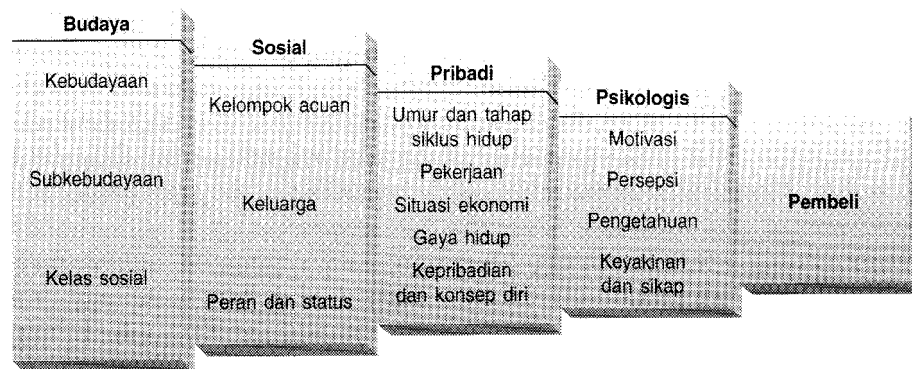 Budaya
Kebudayaan
Subkebudayaan
Kelas sosial
Sosial
Kelompok acuan
Keluarga
Peran dan status
Pribadi
Umur dan tahap
siklus hidup
Pekerjaan
Situasi ekonomi
Gaya hidup
Kepribadian
dan konsep diri
Psikologis
Motivasi
Persepsi
Pengetahuan
Keyakinan
dan sikap
Pembeli